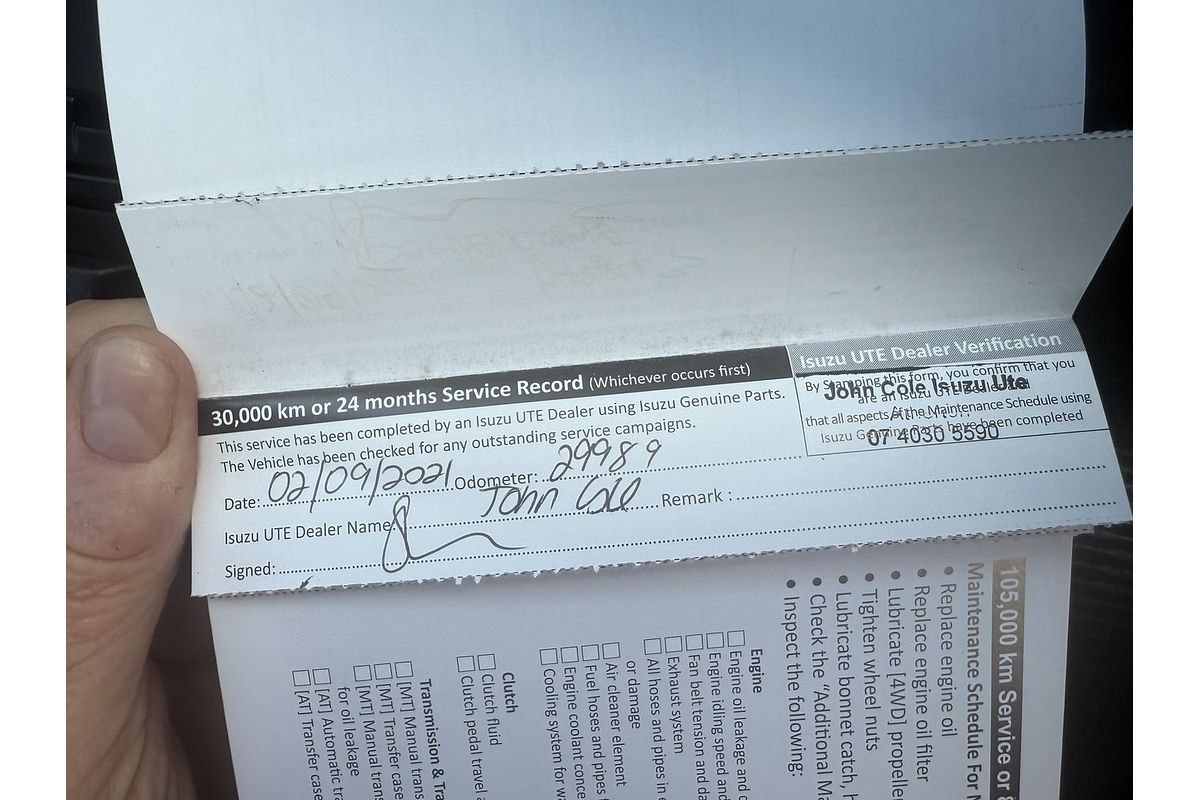 30,000 km or 24 months Service Record (Whichever occurs first)
This service has been completed by an Isuzu UTE Dealer using Isuzu Genuine Parts.
The Vehicle has been checked for any outstanding service campaigns.
Date: 02/09/2021 Odometer: 29989
Isuzu UTE Dealer Name: John Cole Remark :
Signed:
Isuzu UTE Dealer Verification
By Stamping this form, you confirm that you
are an Isuzu UTE Dealer
that all aspects of the Maintenance Schedule using
Isuzu Genuine Parts have been completed
John Cole Isuzu Ute
07 4030 5590
105,000 km Service or
Maintenance Schedule For
• Replace engine oil
• Replace engine oil filter
• Lubricate [4WD] propeller
• Tighten wheel nuts
• Lubricate bonnet catch,
• Check the "Additional
• Inspect the following:
Engine
Engine oil leakage and
Engine idling speed and
Fan belt tension and
Exhaust system
All hoses and pipes in
or damage
Air cleaner element
Fuel hoses and pipes
Engine coolant
Cooling system for
Clutch
Clutch fluid
Clutch pedal travel
Transmission &
[MT] Manual
[MT] Transfer case
[MT] Manual
for oil leakage
[AT] Automatic
[AT] Transfer case